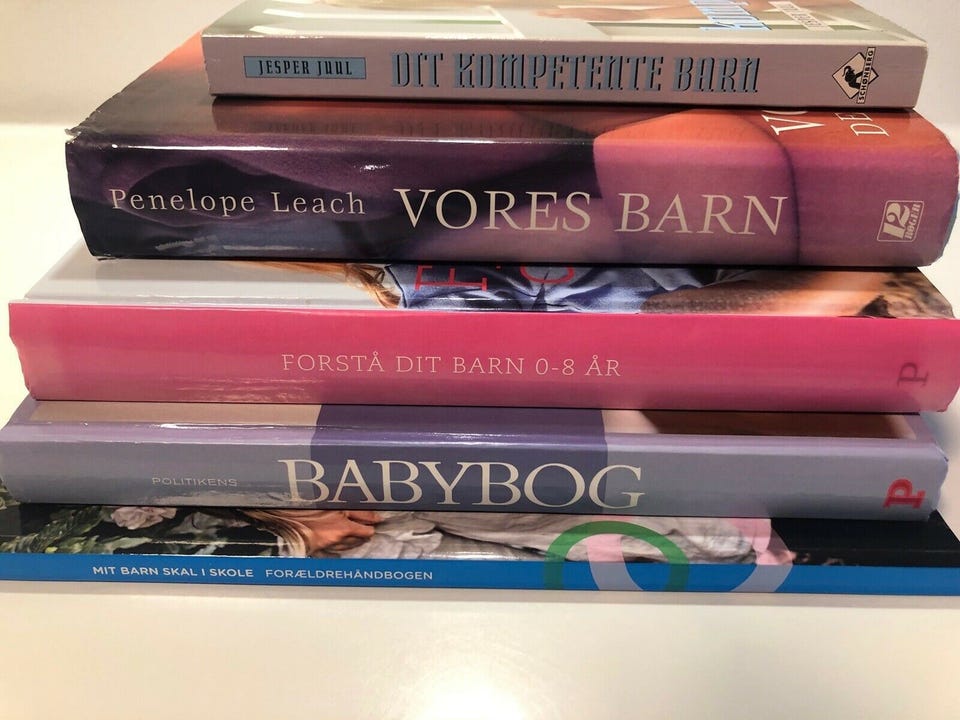 JESPER JUUL DIT KOMPETENTE BARN SCHØNBERG
Penelope Leach VORES BARN 12 BØGER
FORSTÅ DIT BARN 0-8 ÅR P
POLITIKENS BABYBOG P
MIT BARN SKAL I SKOLE FORÆLDREHÅNDBOGEN